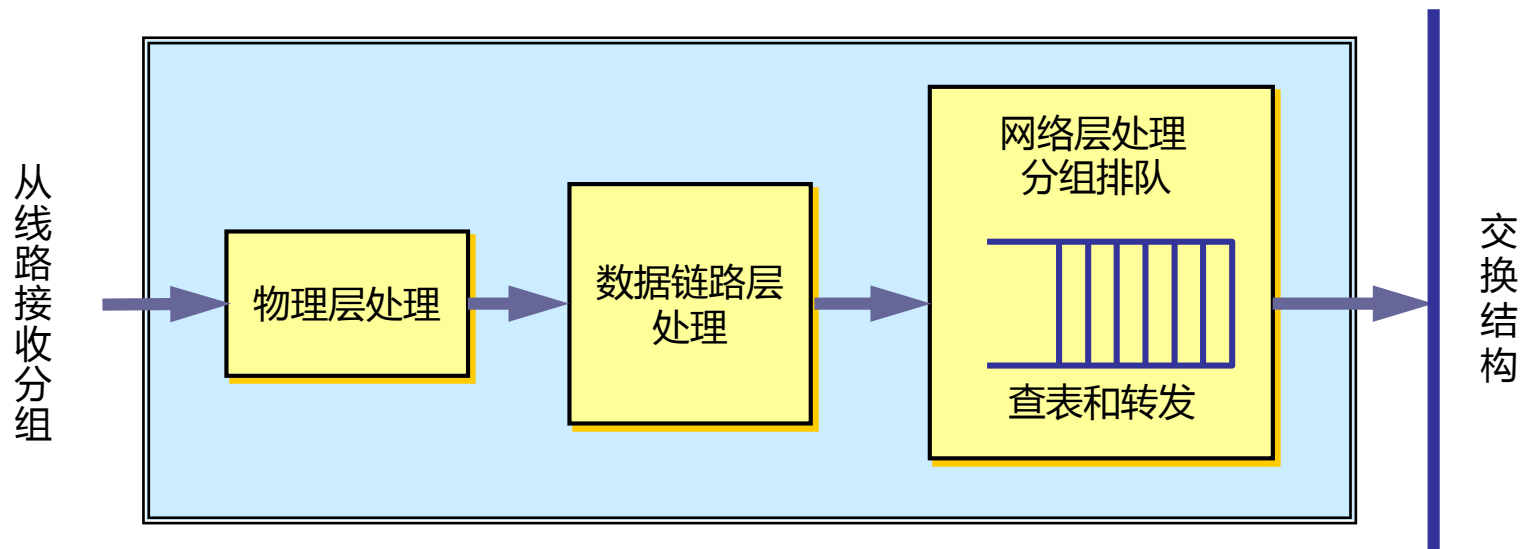 从线路接收分组
物理层处理
数据链路层
处理
网络层处理
分组排队
查表和转发
交换结构